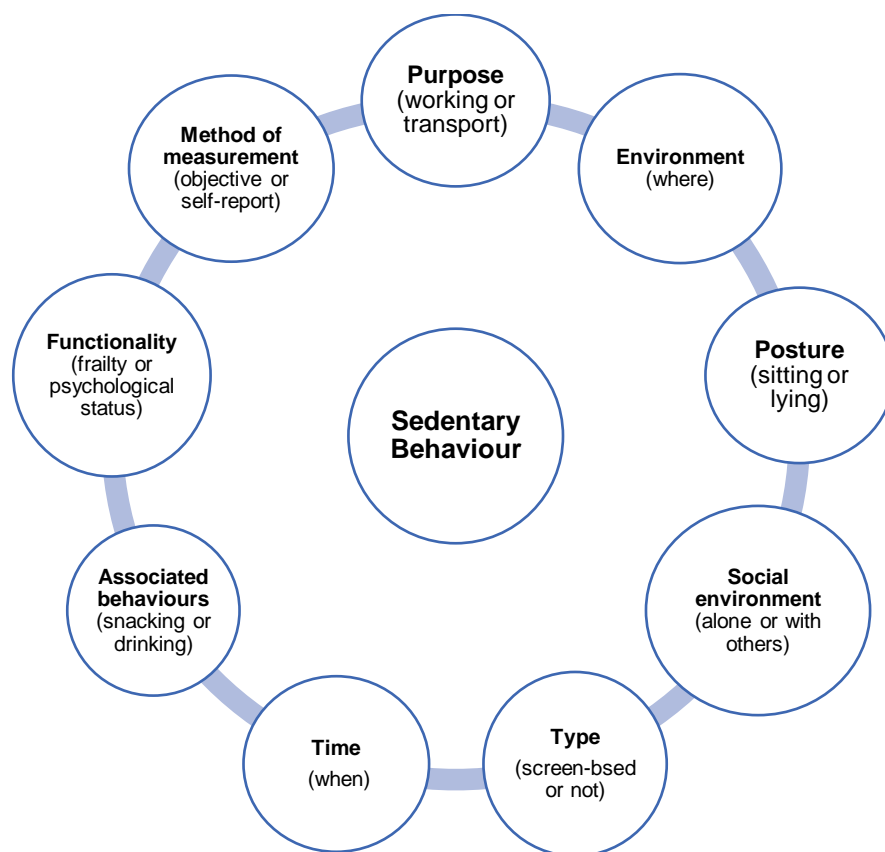 Purpose
(working or
transport)
Environment
(where)
Posture
(sitting or
lying)
Social
environment
(alone or with
others)
Type
(screen-bsed
or not)
Time
(when)
Associated
behaviours
(snacking or
drinking)
Functionality
(frailty or
psychological
status)
Method of
measurement
(objective or
self-report)
Sedentary
Behaviour